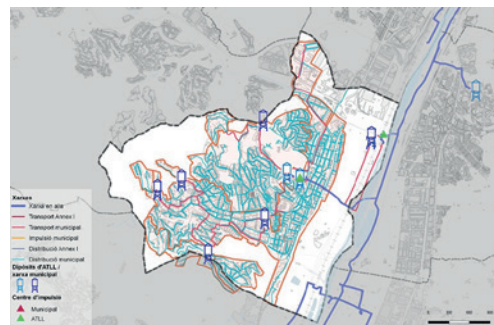 Xarxes
Xarxa en alta
Transport Annex I
Transport municipal
Impulsió municipal
Distribució Annex I
Distribució municipal
Dipòsits d'ATLL i
xarxa municipal
Centre d'impulsió
Municipal
ATLL